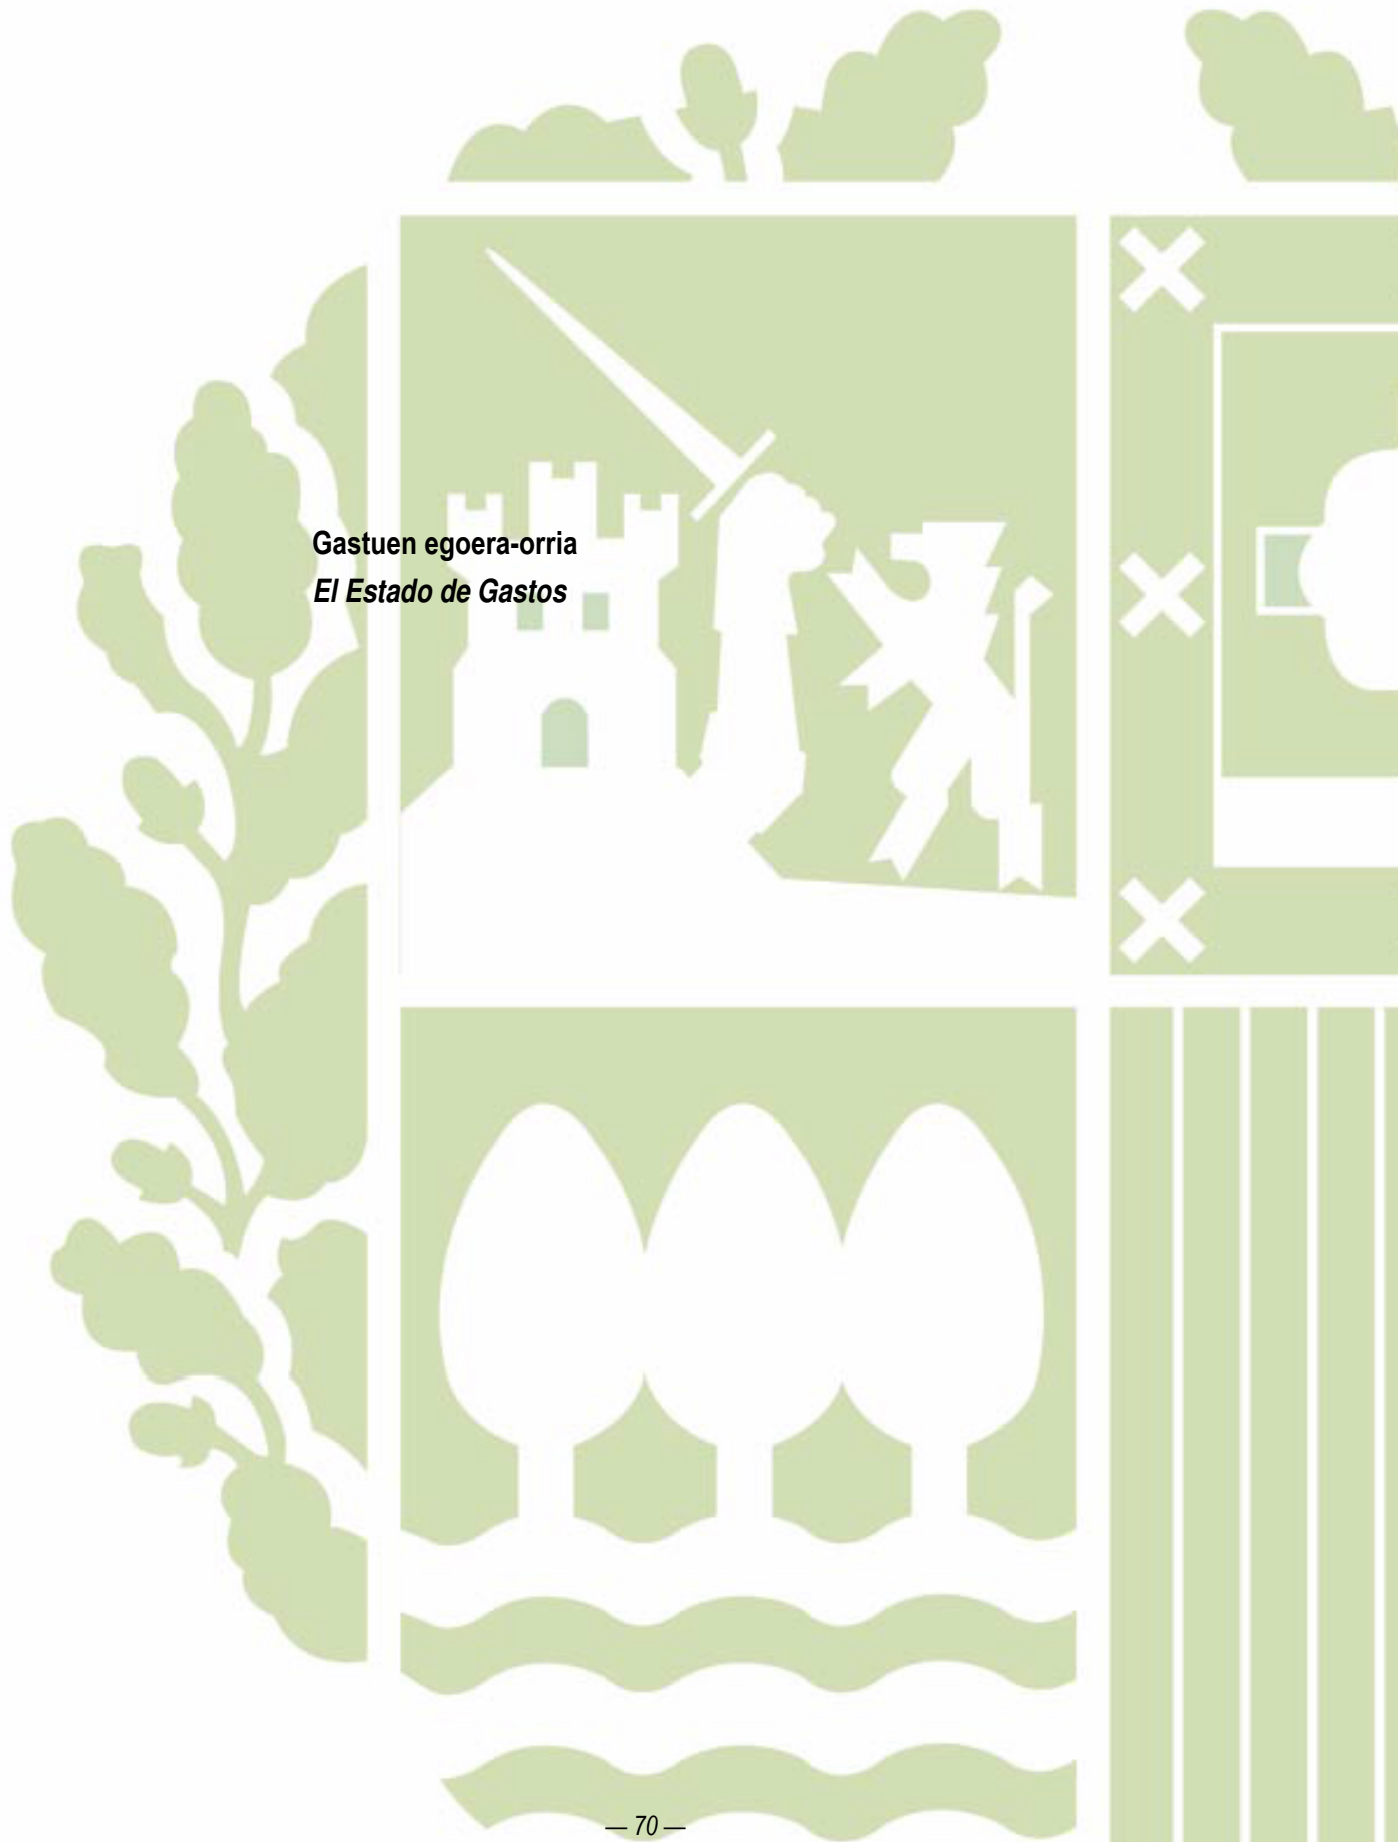 Gastuen egoera-orria
El Estado de Gastos
— 70 —